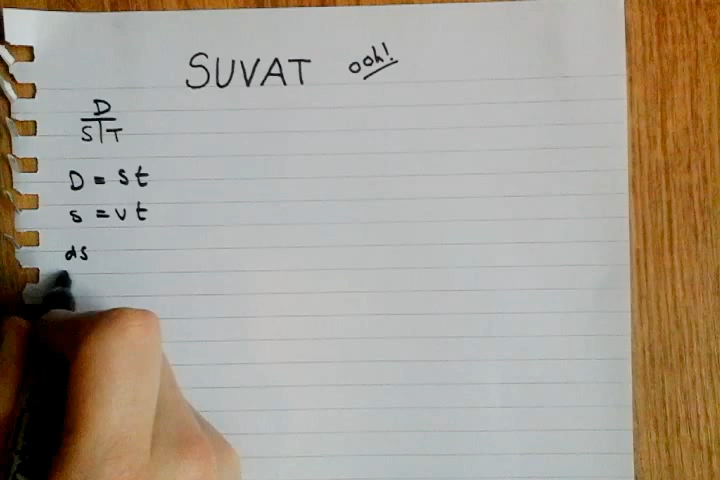 SUVAT ooh!
D
S | T
D = st
s = vt
ds